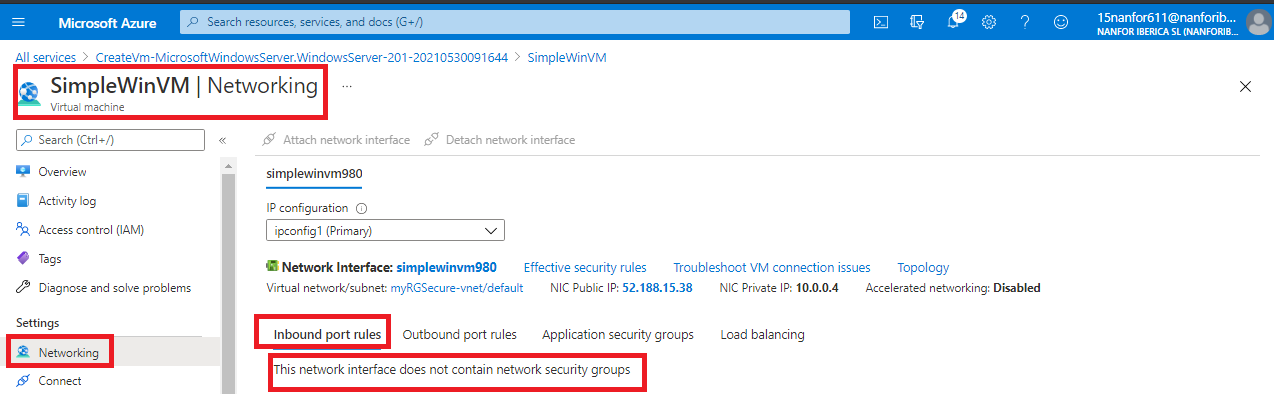 Microsoft Azure
Search resources, services, and docs (G+/)
14
15nanfor611@nanforib...
NANFOR IBERICA SL (NANFORIB...
All services > CreateVm-MicrosoftWindowsServer.WindowsServer-201-20210530091644 > SimpleWinVM
SimpleWinVM | Networking ...
Virtual machine
Search (Ctrl+/)
«
Overview
Activity log
Access control (IAM)
Tags
Diagnose and solve problems
Settings
Networking
Connect
Attach network interface Detach network interface
simplewinvm980
IP configuration
ipconfig1 (Primary)
Network Interface: simplewinvm980 Effective security rules Troubleshoot VM connection issues Topology
Virtual network/subnet: myRGSecure-vnet/default NIC Public IP: 52.188.15.38 NIC Private IP: 10.0.0.4 Accelerated networking: Disabled
Inbound port rules Outbound port rules Application security groups Load balancing
This network interface does not contain network security groups